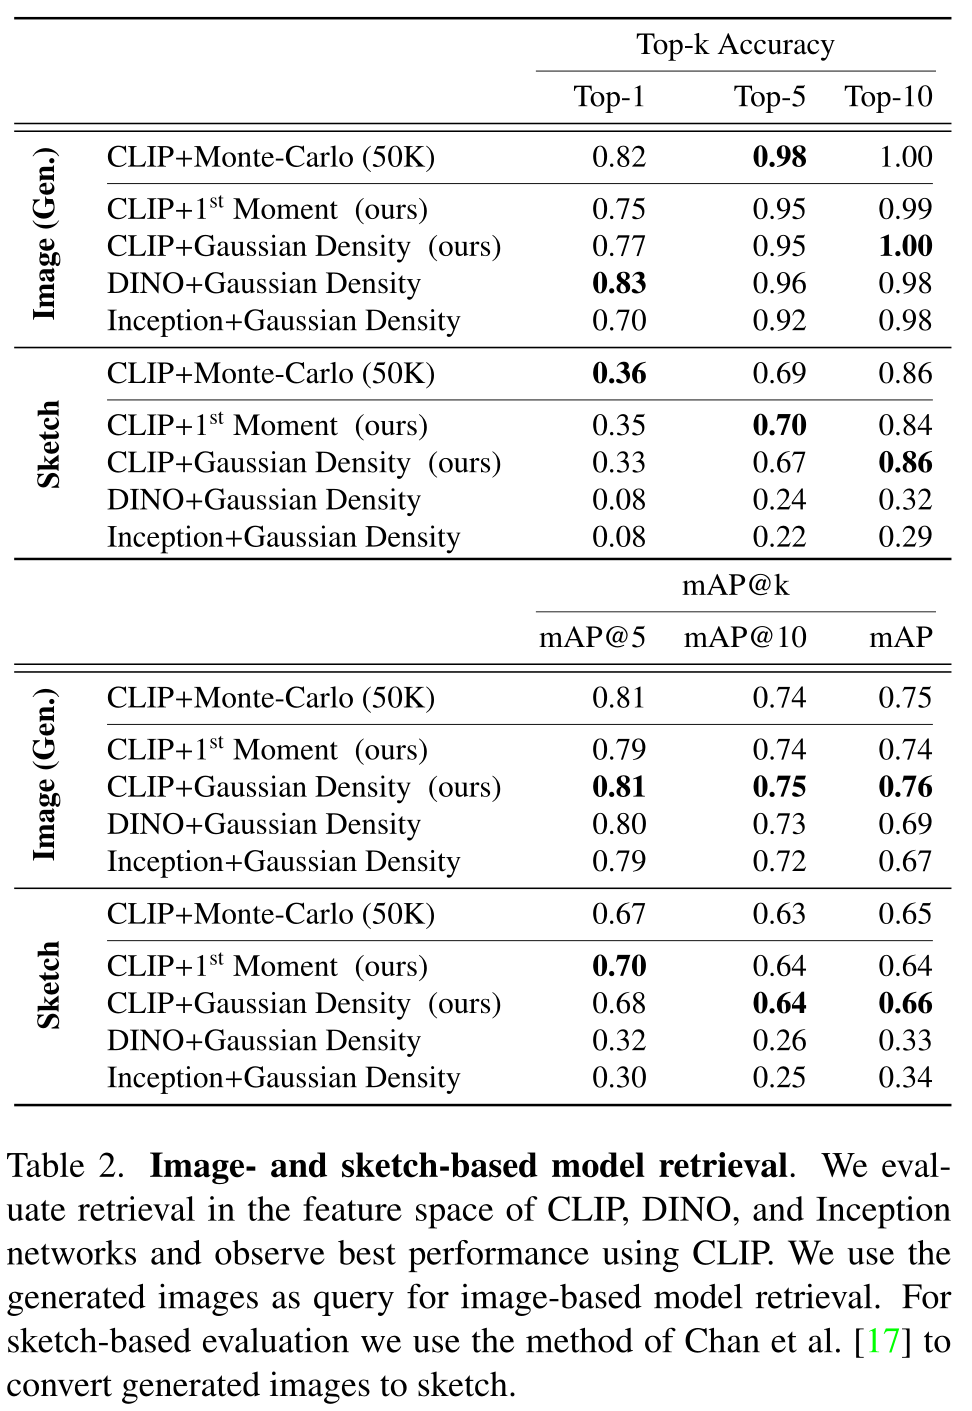 Top-k Accuracy
Top-1 Top-5 Top-10
Image (Gen.)
CLIP+Monte-Carlo (50K) 0.82 0.98 1.00
CLIP+1st Moment (ours) 0.75 0.95 0.99
CLIP+Gaussian Density (ours) 0.77 0.95 1.00
DINO+Gaussian Density 0.83 0.96 0.98
Inception+Gaussian Density 0.70 0.92 0.98
Sketch
CLIP+Monte-Carlo (50K) 0.36 0.69 0.86
CLIP+1st Moment (ours) 0.35 0.70 0.84
CLIP+Gaussian Density (ours) 0.33 0.67 0.86
DINO+Gaussian Density 0.08 0.24 0.32
Inception+Gaussian Density 0.08 0.22 0.29
mAP@k
mAP@5 mAP@10 mAP
Image (Gen.)
CLIP+Monte-Carlo (50K) 0.81 0.74 0.75
CLIP+1st Moment (ours) 0.79 0.74 0.74
CLIP+Gaussian Density (ours) 0.81 0.75 0.76
DINO+Gaussian Density 0.80 0.73 0.69
Inception+Gaussian Density 0.79 0.72 0.67
Sketch
CLIP+Monte-Carlo (50K) 0.67 0.63 0.65
CLIP+1st Moment (ours) 0.70 0.64 0.64
CLIP+Gaussian Density (ours) 0.68 0.64 0.66
DINO+Gaussian Density 0.32 0.26 0.33
Inception+Gaussian Density 0.30 0.25 0.34
Table 2. Image- and sketch-based model retrieval. We eval-
uate retrieval in the feature space of CLIP, DINO, and Inception
networks and observe best performance using CLIP. We use the
generated images as query for image-based model retrieval. For
sketch-based evaluation we use the method of Chan et al. [17] to
convert generated images to sketch.